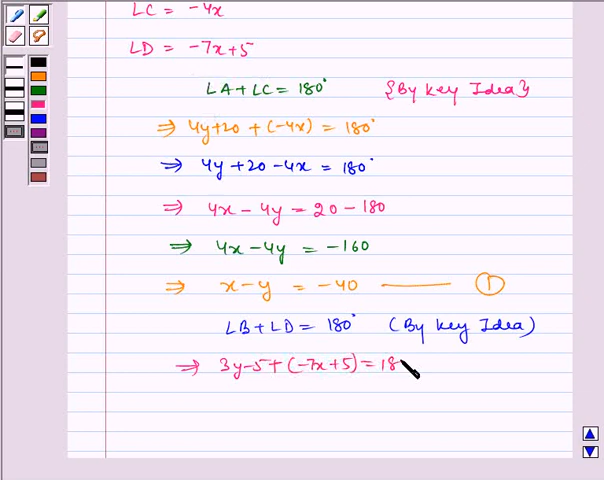 ∠C = -4x
∠D = -7x+5
∠A+∠C = 180° {By Key Idea}
⇒ 4y+20 + (-4x) = 180°
⇒ 4y+20-4x = 180°
⇒ 4x-4y = 20-180
⇒ 4x-4y = -160
⇒ x-y = -40 ——— ①
∠B+∠D = 180° (By Key Idea)
⇒ 3y-5+(-7x+5) = 18